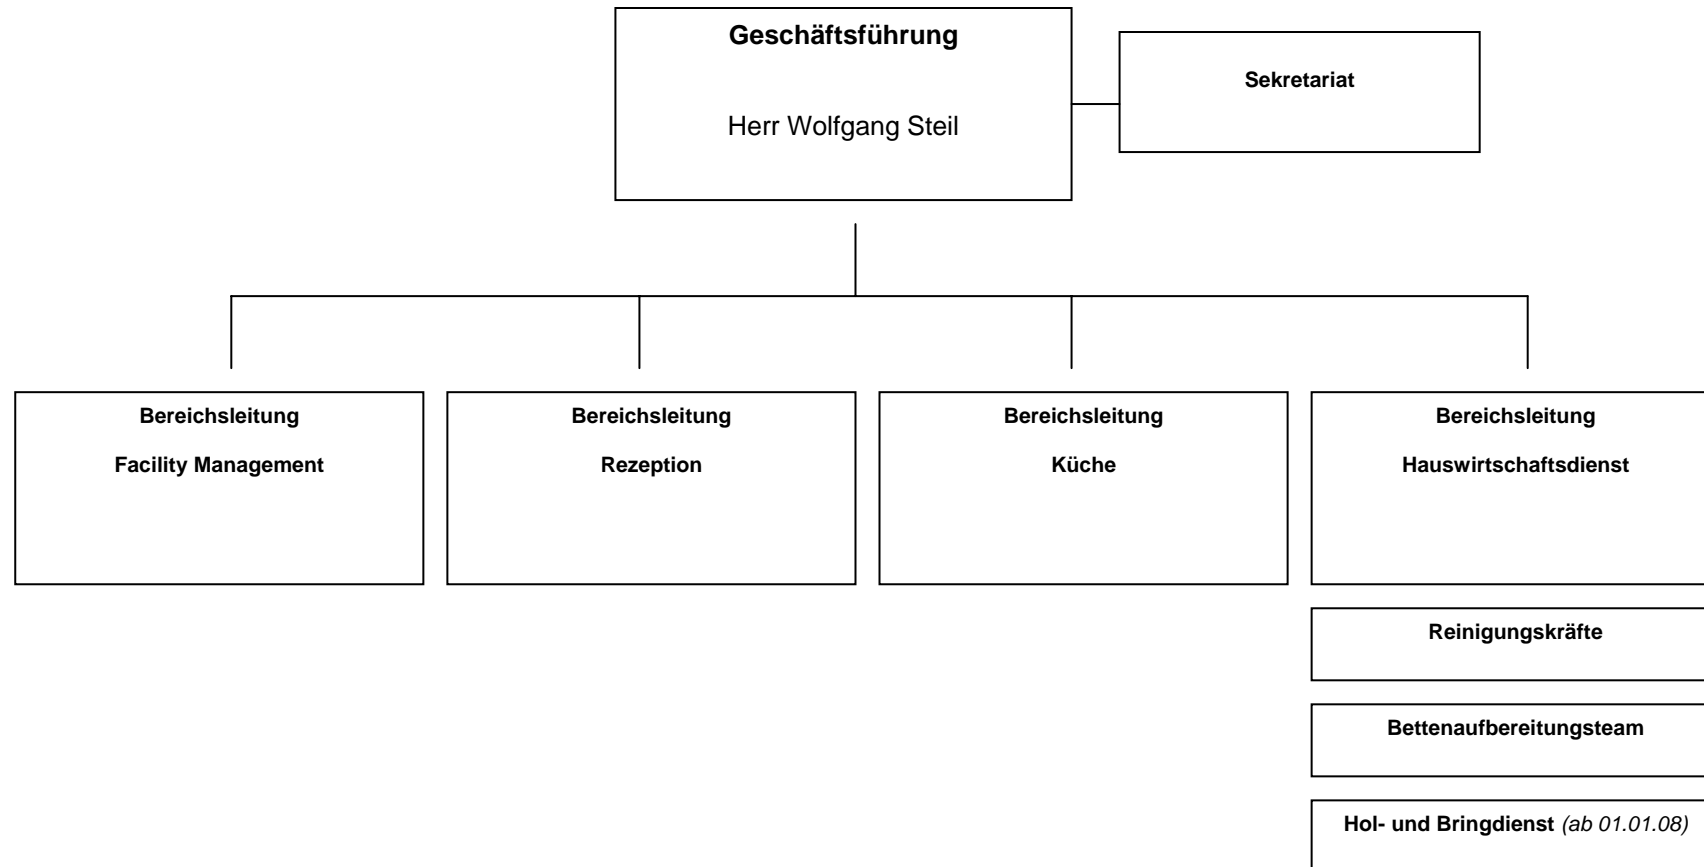 Geschäftsführung
Herr Wolfgang Steil
Sekretariat
Bereichsleitung
Facility Management
Bereichsleitung
Rezeption
Bereichsleitung
Küche
Bereichsleitung
Hauswirtschaftsdienst
Reinigungskräfte
Bettenaufbereitungsteam
Hol- und Bringdienst (ab 01.01.08)